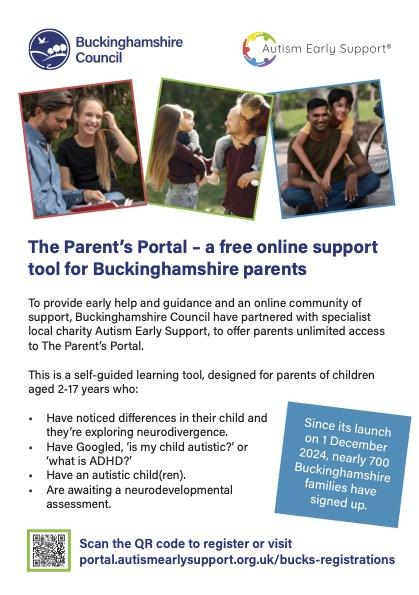 Buckinghamshire
Council
Autism Early Support®
The Parent's Portal – a free online support
tool for Buckinghamshire parents
To provide early help and guidance and an online community of
support, Buckinghamshire Council have partnered with specialist
local charity Autism Early Support, to offer parents unlimited access
to The Parent's Portal.
This is a self-guided learning tool, designed for parents of children
aged 2-17 years who:
• Have noticed differences in their child and
they're exploring neurodivergence.
• Have Googled, 'is my child autistic?' or
'what is ADHD?'
• Have an autistic child(ren).
• Are awaiting a neurodevelopmental
assessment.
Since its launch
on 1 December
2024, nearly 700
Buckinghamshire
families have
signed up.
Scan the QR code to register or visit
portal.autismearlysupport.org.uk/bucks-registrations